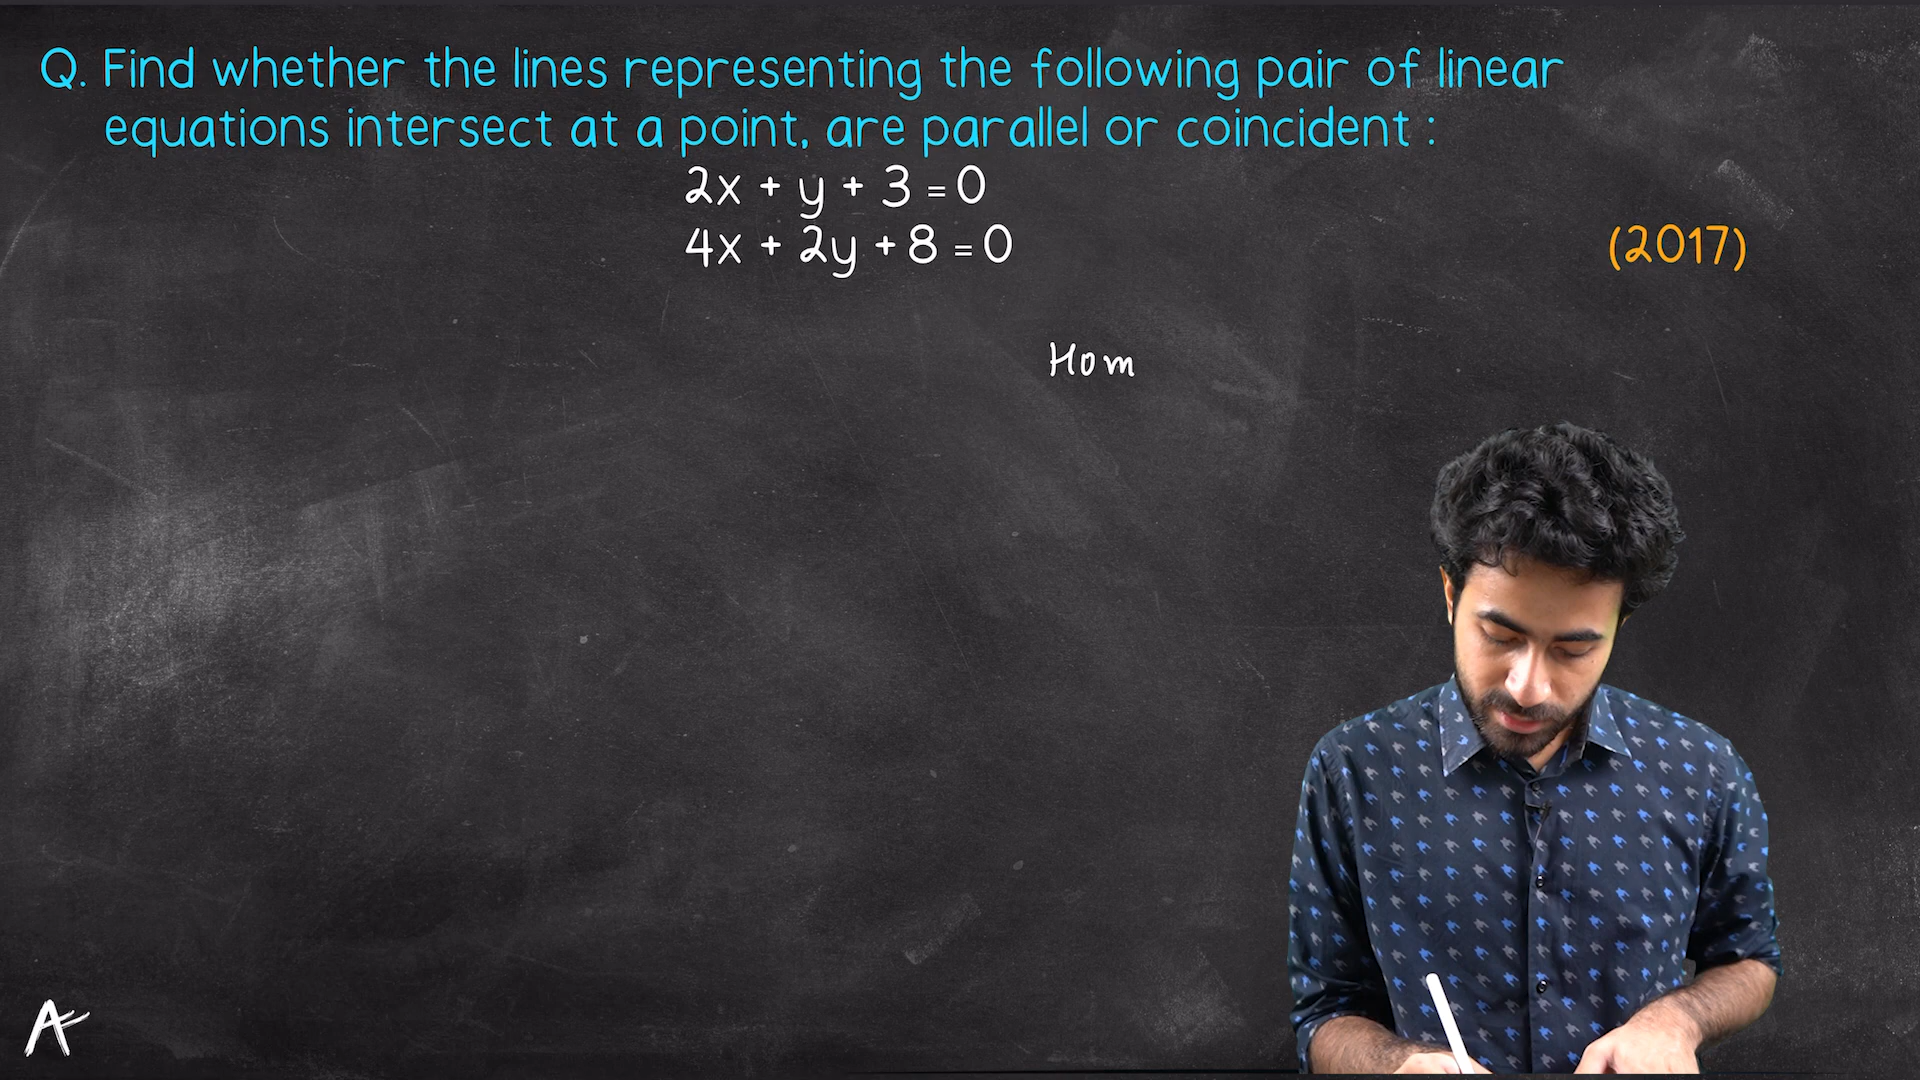 Q. Find whether the lines representing the following pair of linear
equations intersect at a point, are parallel or coincident :
2x + y + 3 = 0
4x + 2y + 8 = 0
(2017)
Hom